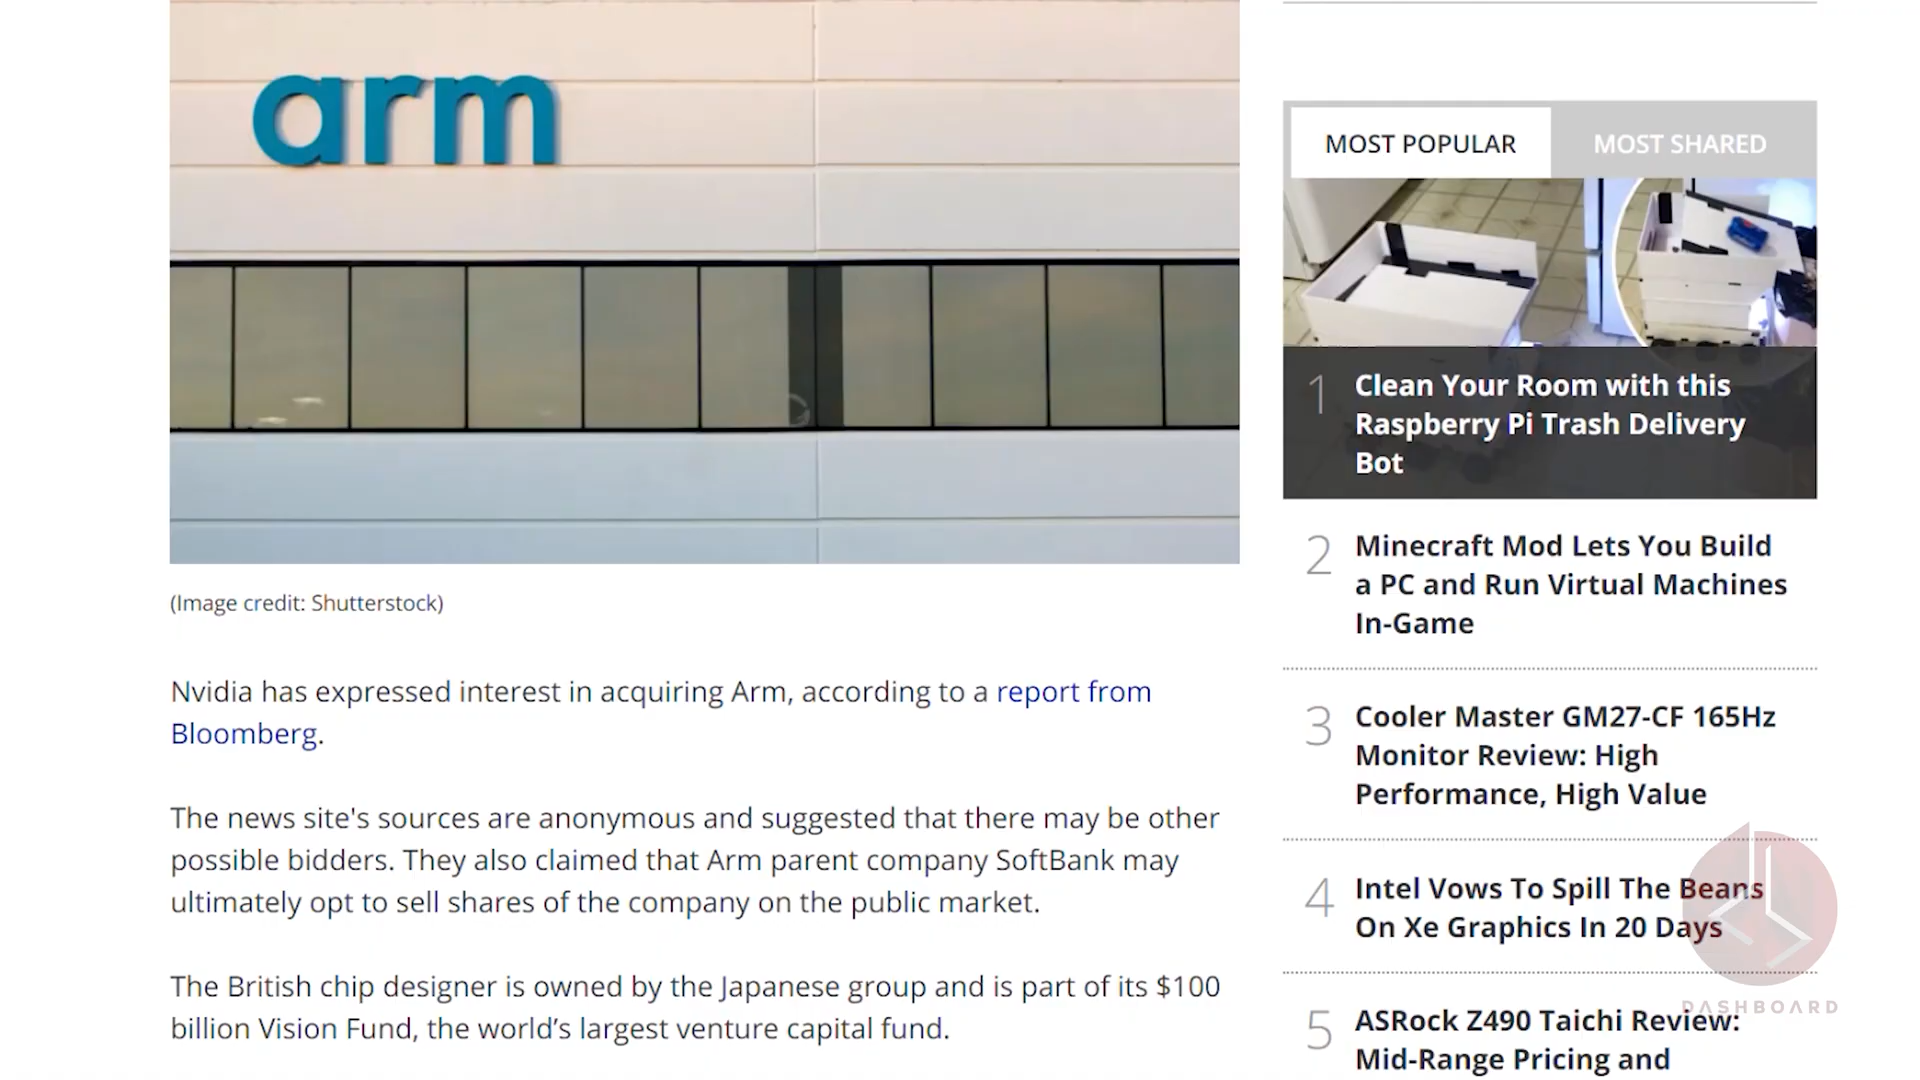 arm
(Image credit: Shutterstock)
Nvidia has expressed interest in acquiring Arm, according to a report from
Bloomberg.
The news site's sources are anonymous and suggested that there may be other
possible bidders. They also claimed that Arm parent company SoftBank may
ultimately opt to sell shares of the company on the public market.
The British chip designer is owned by the Japanese group and is part of its $100
billion Vision Fund, the world’s largest venture capital fund.
MOST POPULAR
MOST SHARED
1
Clean Your Room with this
Raspberry Pi Trash Delivery
Bot
2
Minecraft Mod Lets You Build
a PC and Run Virtual Machines
In-Game
3
Cooler Master GM27-CF 165Hz
Monitor Review: High
Performance, High Value
4
Intel Vows To Spill The Beans
On Xe Graphics In 20 Days
5
ASRock Z490 Taichi Review:
Mid-Range Pricing and
DASHBOARD